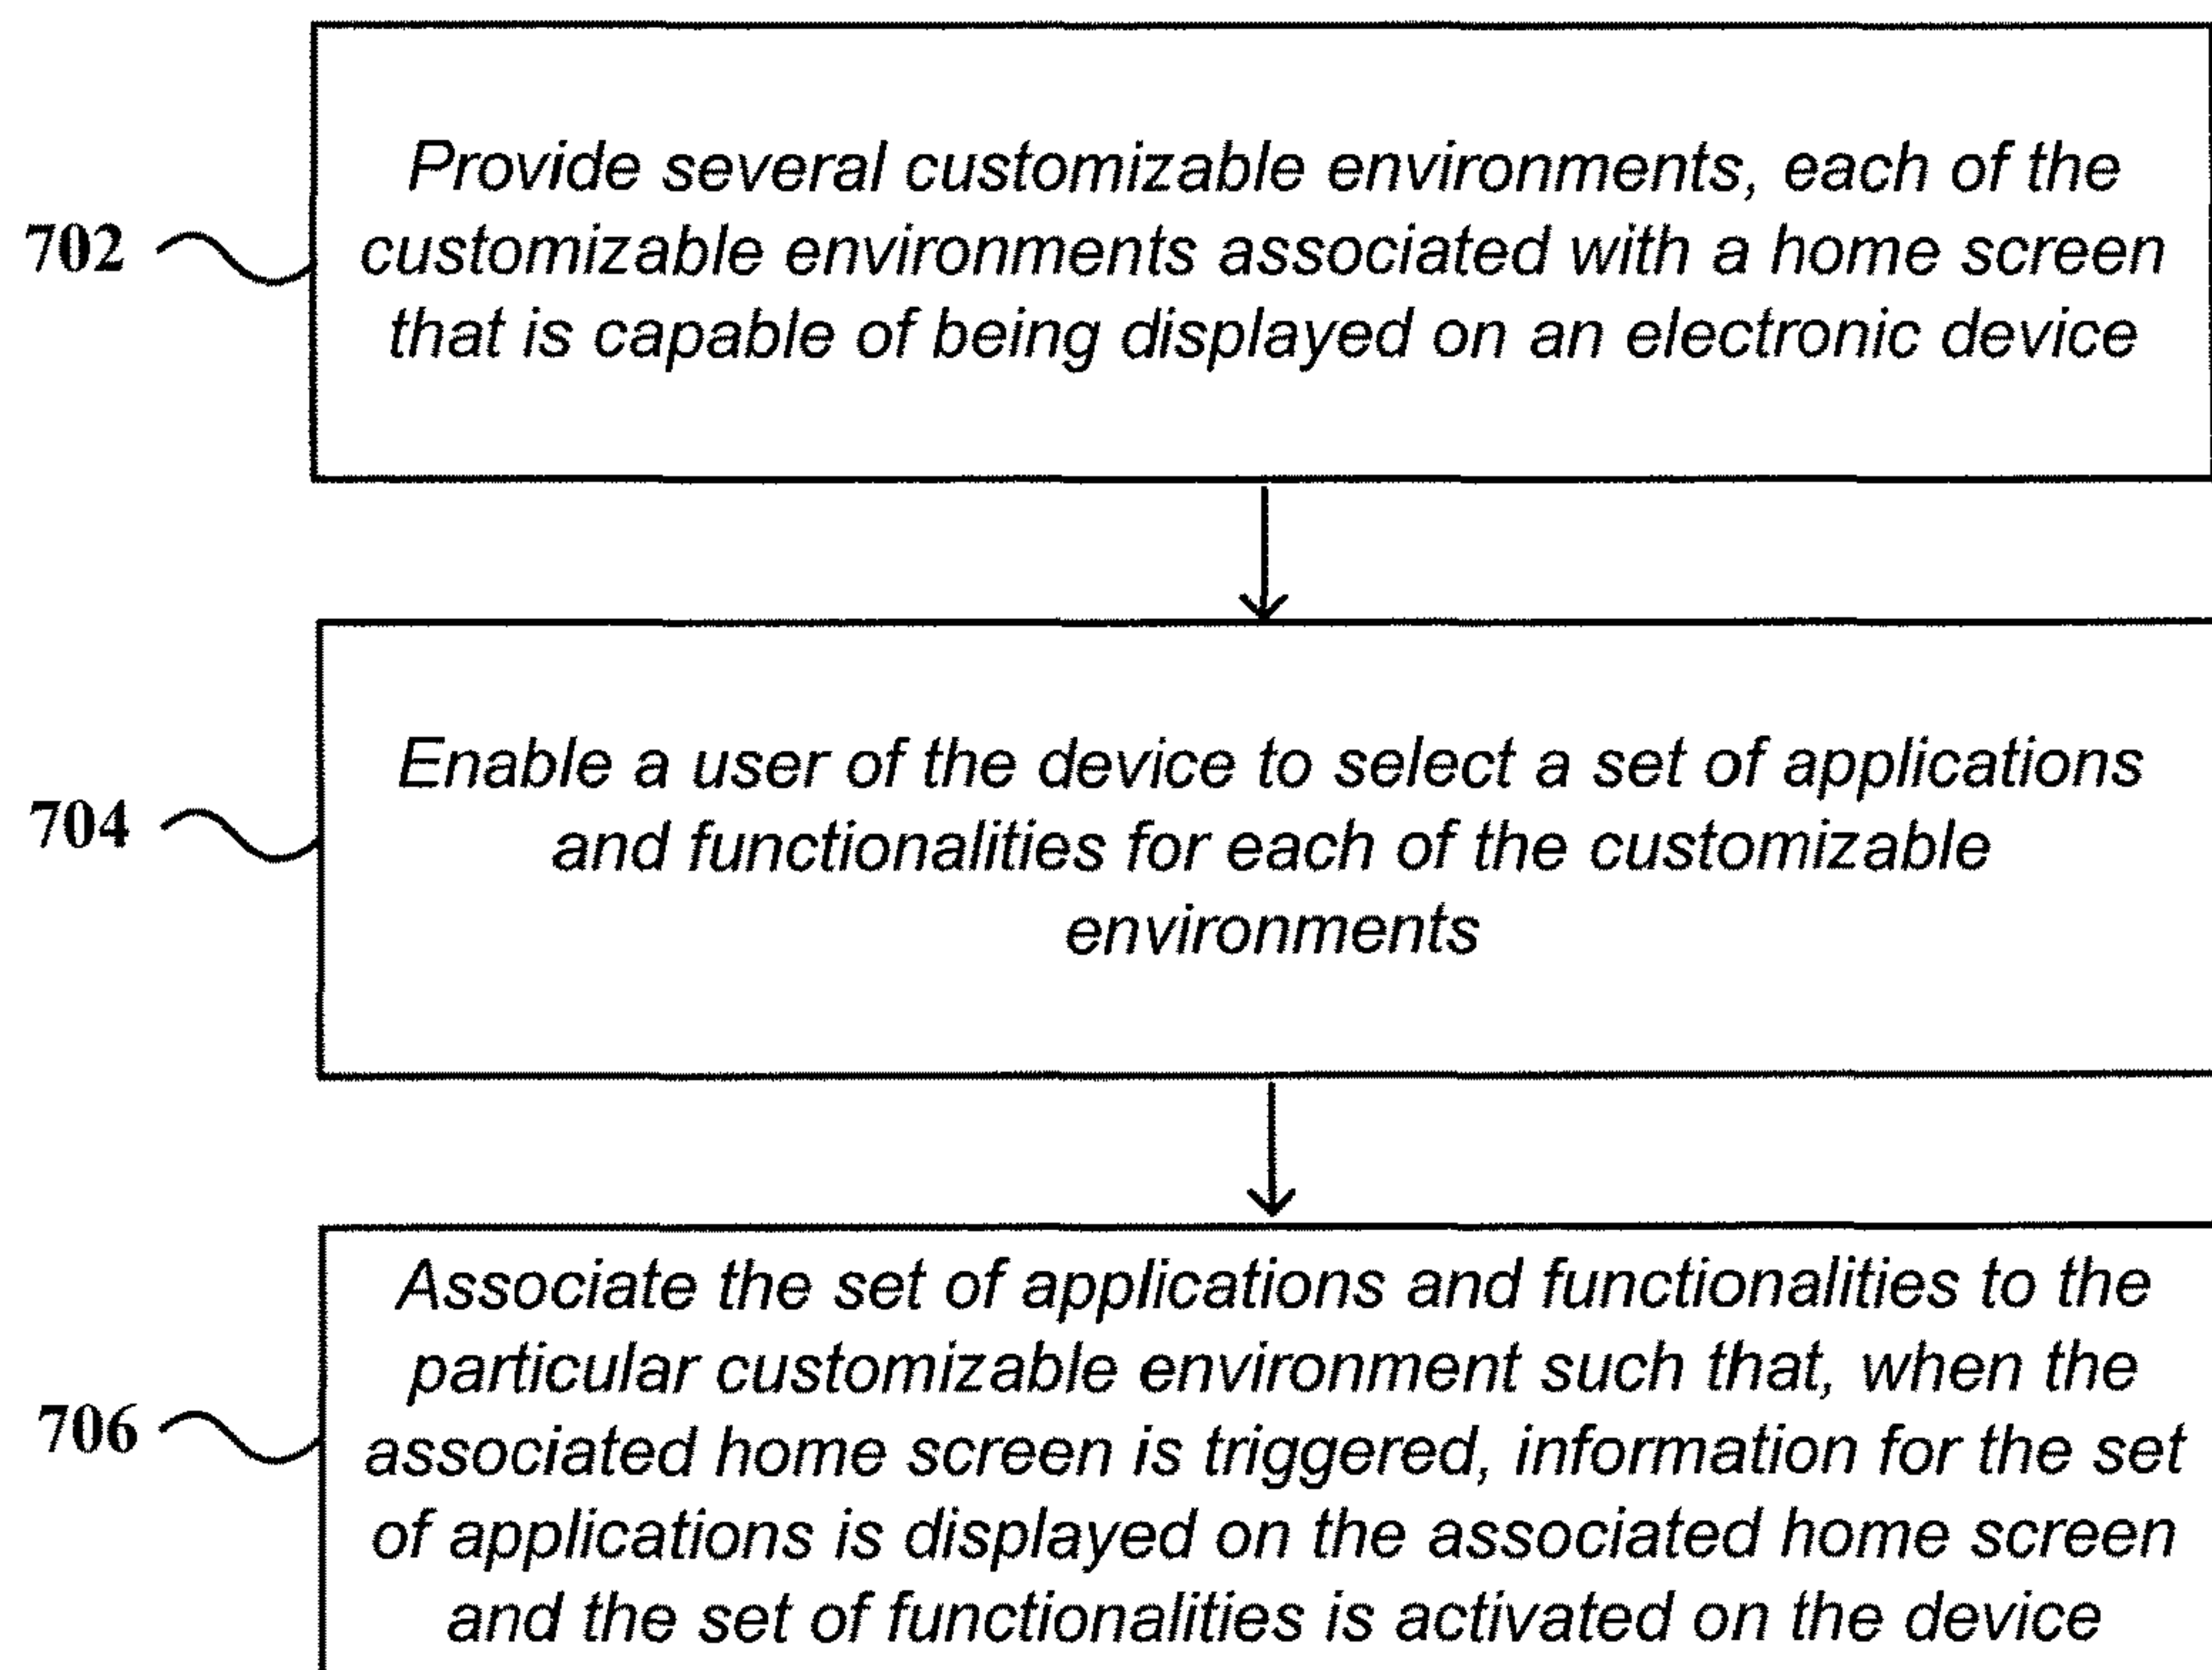 Provide several customizable environments, each of the
702
customizable environments associated with a home screen
that is capable of being displayed on an electronic device
Enable a user of the device to select a set of applications
704
and functionalities for each of the customizable
environments
Associate the set of applications and functionalities to the
particular customizable environment such that, when the
706
associated home screen is triggered, information for the set
of applications is displayed on the associated home screen
and the set of functionalities is activated on the device